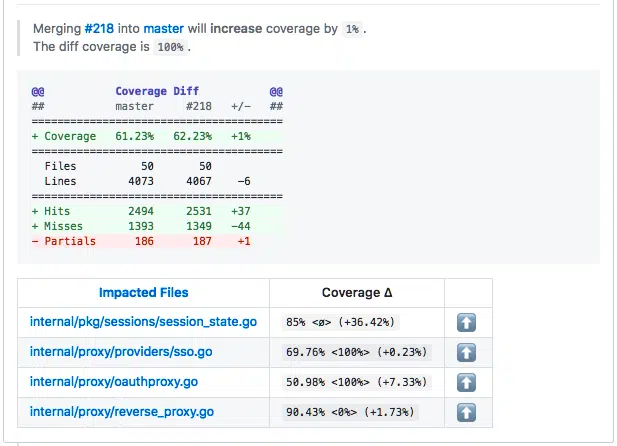 Merging #218 into master will increase coverage by 1% .
The diff coverage is 100% .
@@ Coverage Diff @@
## master #218 +/- ##
===========================================
+ Coverage 61.23% 62.23% +1%
===========================================
Files 50 50
Lines 4073 4067 -6
===========================================
+ Hits 2494 2531 +37
+ Misses 1393 1349 -44
- Partials 186 187 +1
Impacted Files Coverage Δ
internal/pkg/sessions/session_state.go 85% <ø> (+36.42%)
internal/proxy/providers/sso.go 69.76% <100%> (+0.23%)
internal/proxy/oauthproxy.go 50.98% <100%> (+7.33%)
internal/proxy/reverse_proxy.go 90.43% <0%> (+1.73%)